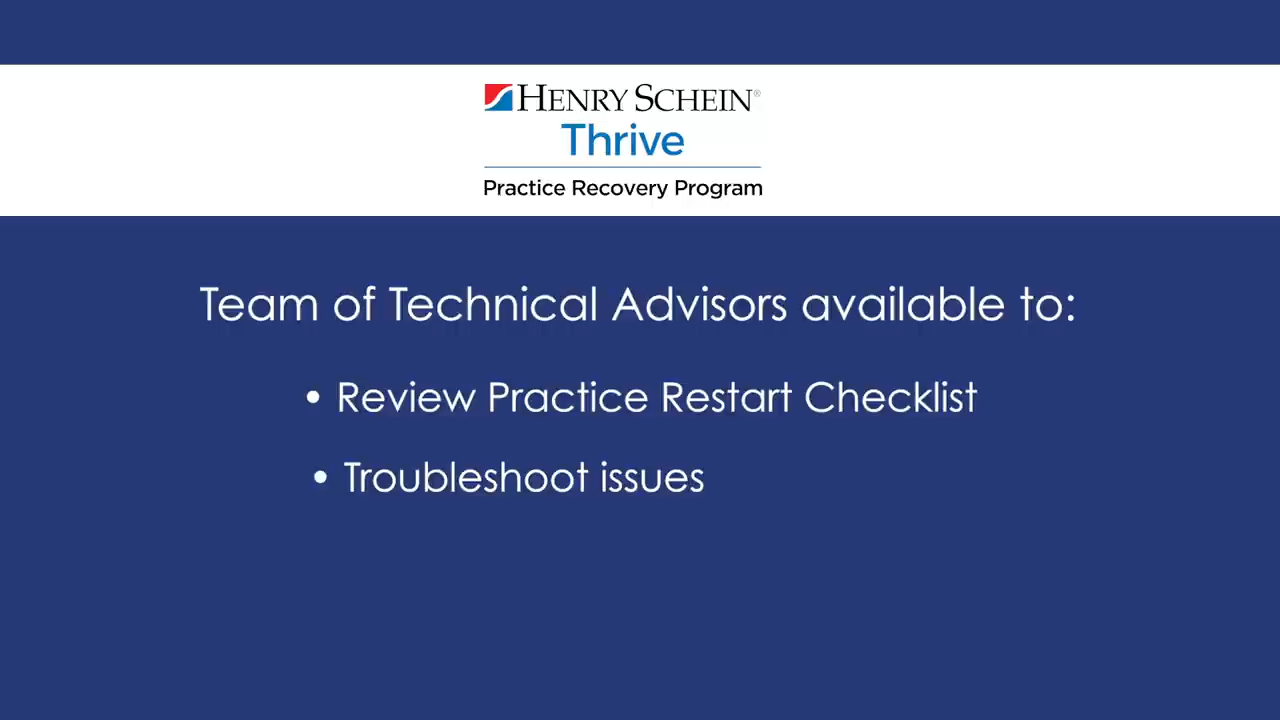 HENRY SCHEIN®
Thrive
Practice Recovery Program
Team of Technical Advisors available to:
• Review Practice Restart Checklist
• Troubleshoot issues